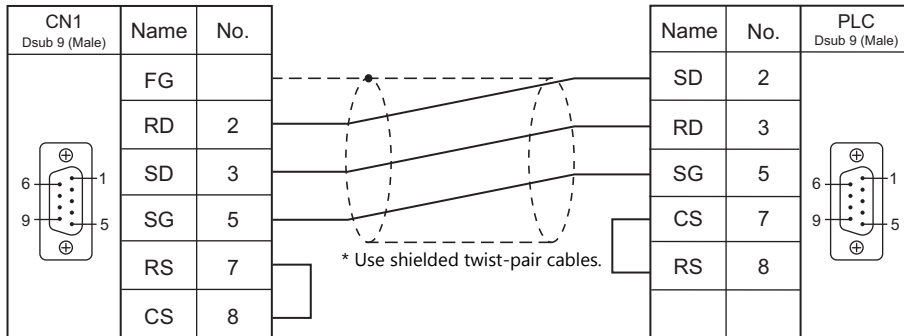 CN1
Dsub 9 (Male)
Name No.
FG
RD 2
SD 3
SG 5
RS 7
CS 8
1
6
9
5
* Use shielded twist-pair cables.
Name No.
PLC
Dsub 9 (Male)
SD 2
RD 3
SG 5
CS 7
RS 8
1
6
9
5